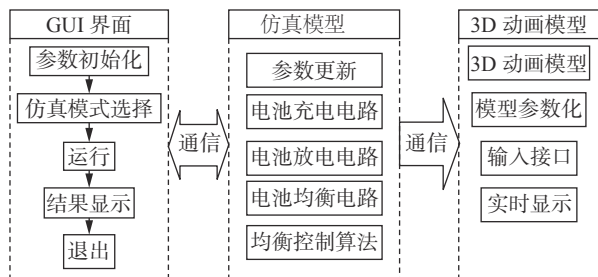 GUI 界面
参数初始化
仿真模式选择
运行
结果显示
退出
通信
仿真模型
参数更新
电池充电电路
电池放电电路
电池均衡电路
均衡控制算法
通信
3D 动画模型
3D 动画模型
模型参数化
输入接口
实时显示